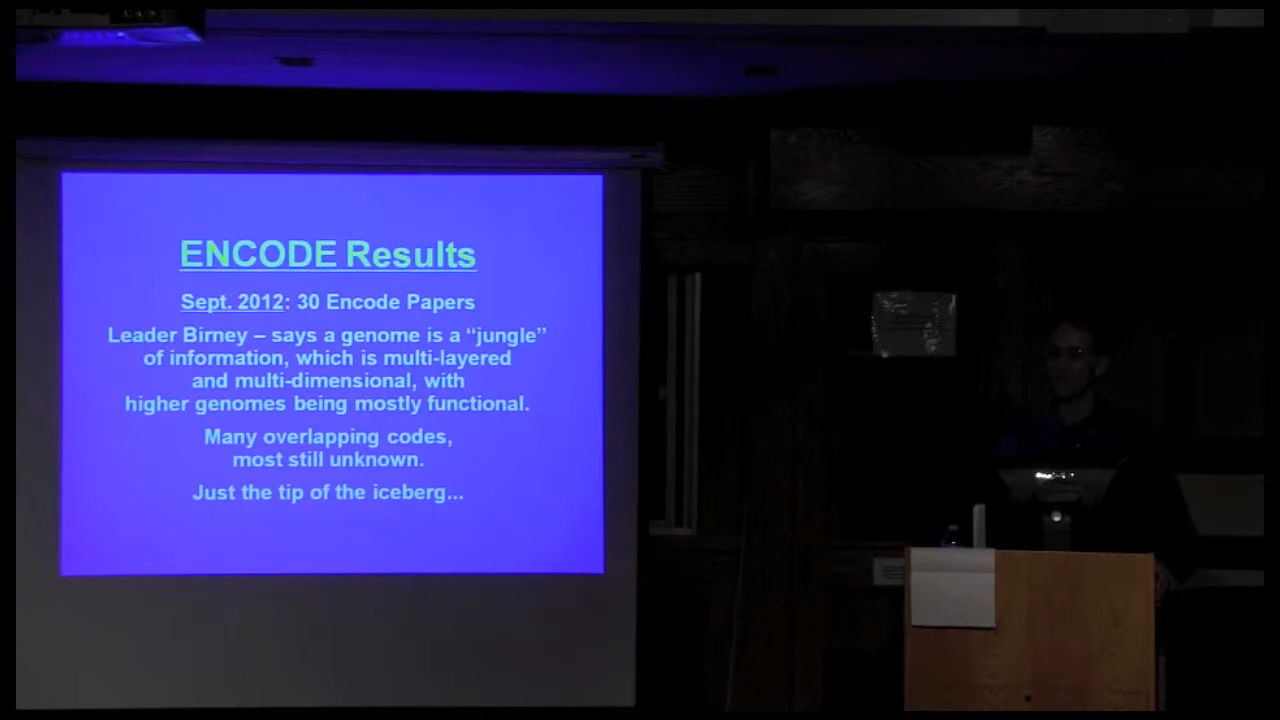 ENCODE Results
Sept. 2012: 30 Encode Papers
Leader Birney – says a genome is a “jungle”
of information, which is multi-layered
and multi-dimensional, with
higher genomes being mostly functional.
Many overlapping codes,
most still unknown.
Just the tip of the iceberg...